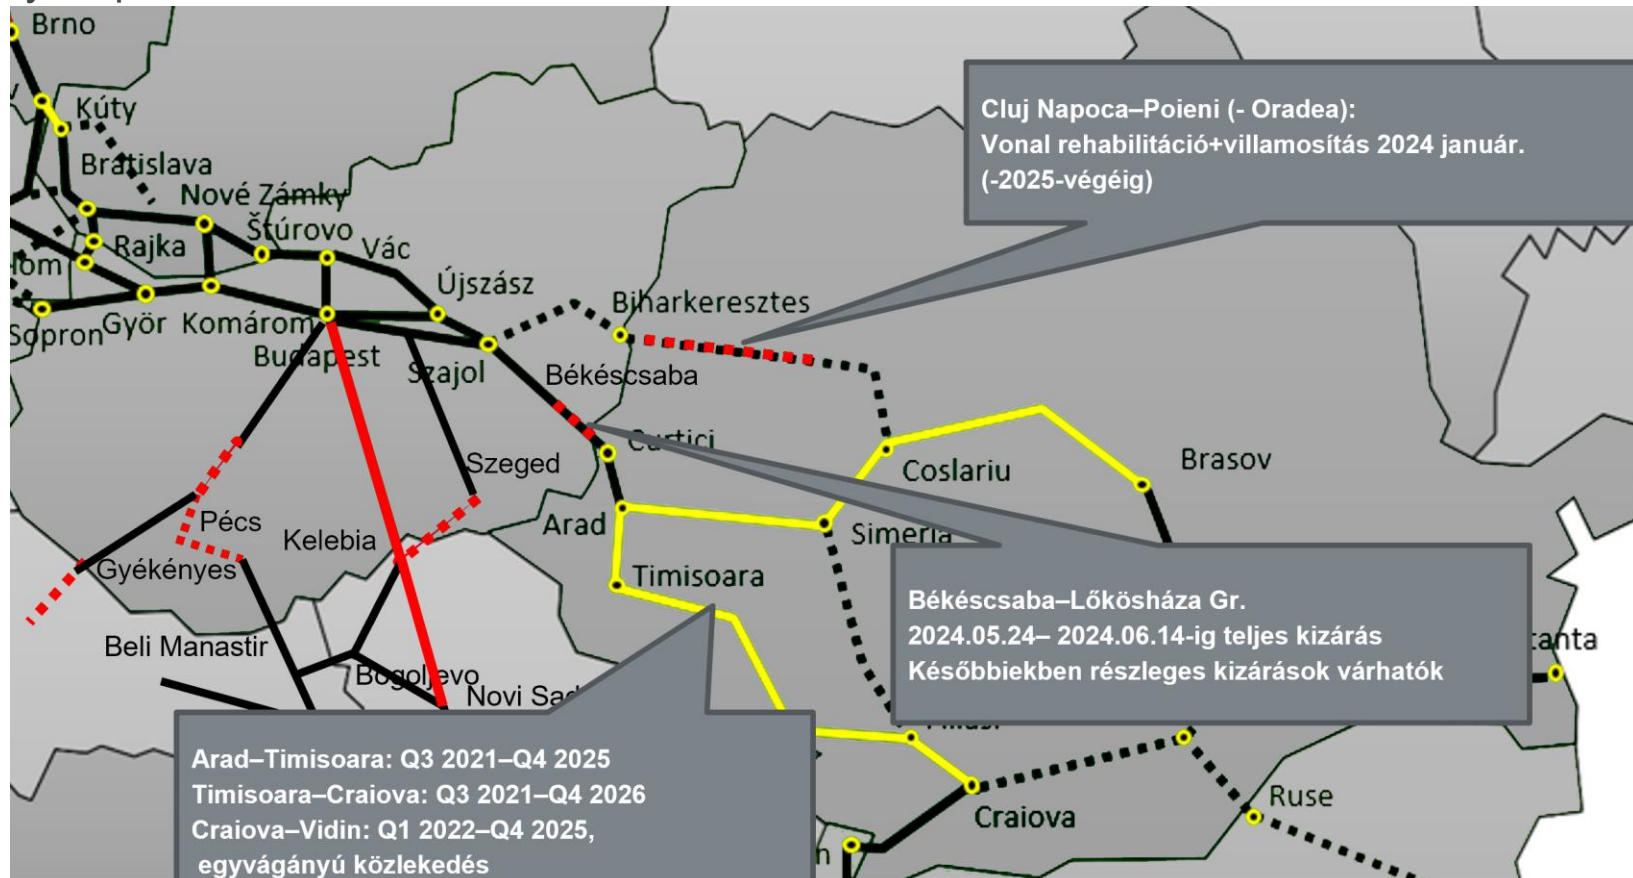 Brno
Kúty
Bratislava
Nové Zámky
Štúrovo
Rajka
Vác
Újszász
Sopron
Györ
Komárom
Budapest
Szajol
Biharkeresztes
Békéscsaba
Curtici
Szeged
Pécs
Kelebia
Gyékényes
Arad
Simeria
Coslariu
Brasov
Timisoara
Beli Manastir
Bogoljevo
Novi Sad
Craiova
Ruse
Cluj Napoca–Poieni (- Oradea):
Vonal rehabilitáció+villamosítás 2024 január.
(-2025-végéig)
Békéscsaba–Lőkösháza Gr.
2024.05.24– 2024.06.14-ig teljes kizárás
Későbbiekben részleges kizárások várhatók
Arad–Timisoara: Q3 2021–Q4 2025
Timisoara–Craiova: Q3 2021–Q4 2026
Craiova–Vidin: Q1 2022–Q4 2025,
egyvágányú közlekedés